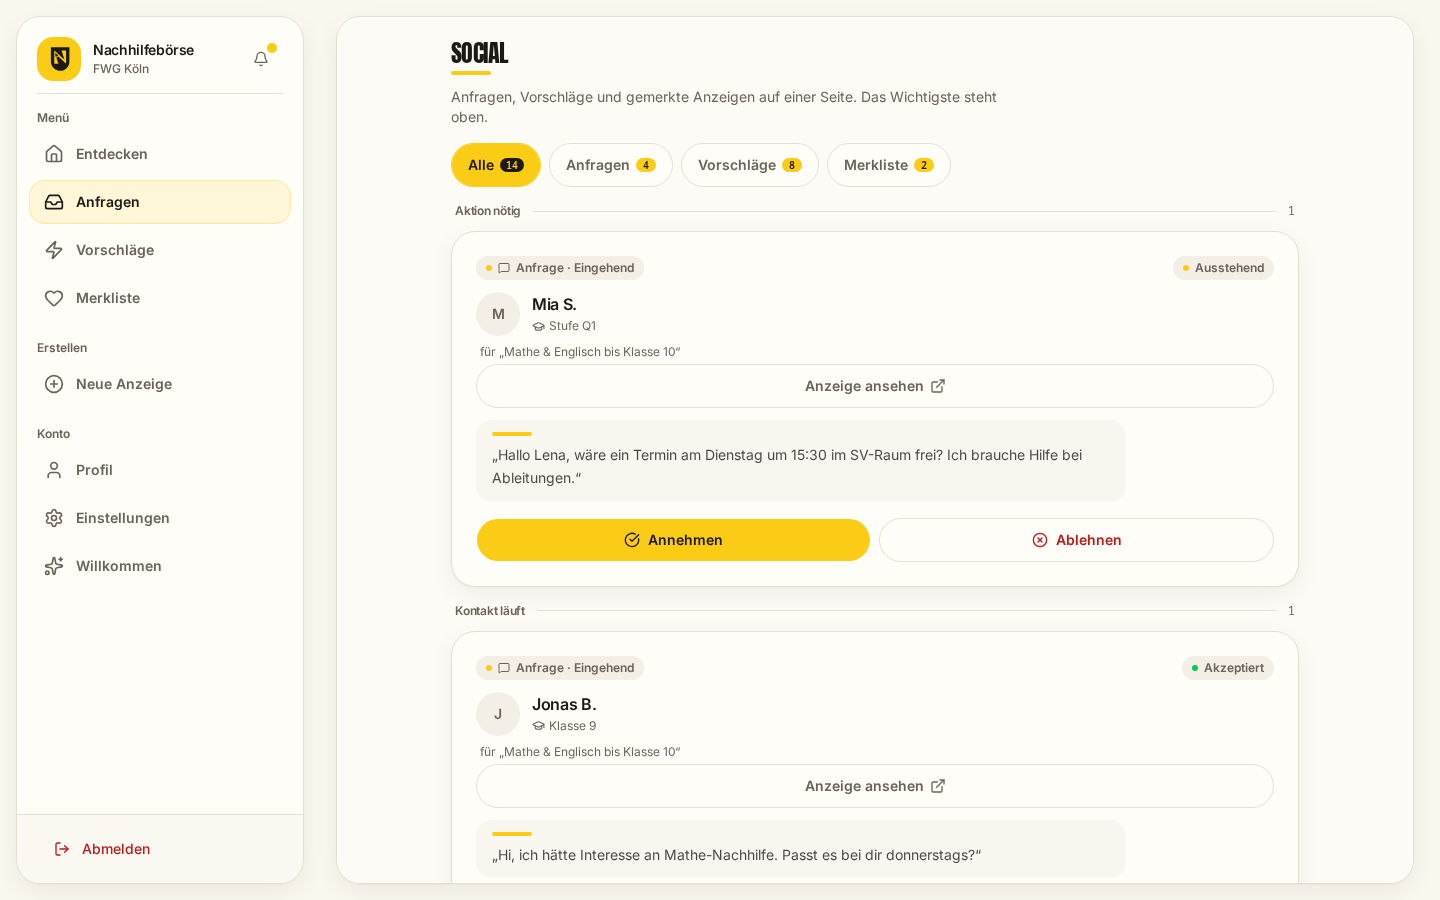 Nachhilfebörse
FWG Köln
Menü
Entdecken
Anfragen
Vorschläge
Merkliste
Erstellen
Neue Anzeige
Konto
Profil
Einstellungen
Willkommen
Abmelden
SOCIAL
Anfragen, Vorschläge und gemerkte Anzeigen auf einer Seite. Das Wichtigste steht
oben.
Alle 14 Anfragen 4 Vorschläge 8 Merkliste 2
Aktion nötig 1
Anfrage · Eingehend Ausstehend
M Mia S.
Stufe Q1
für „Mathe & Englisch bis Klasse 10“
Anzeige ansehen
„Hallo Lena, wäre ein Termin am Dienstag um 15:30 im SV-Raum frei? Ich brauche Hilfe bei
Ableitungen.“
Annehmen Ablehnen
Kontakt läuft 1
Anfrage · Eingehend Akzeptiert
J Jonas B.
Klasse 9
für „Mathe & Englisch bis Klasse 10“
Anzeige ansehen
„Hi, ich hätte Interesse an Mathe-Nachhilfe. Passt es bei dir donnerstags?“